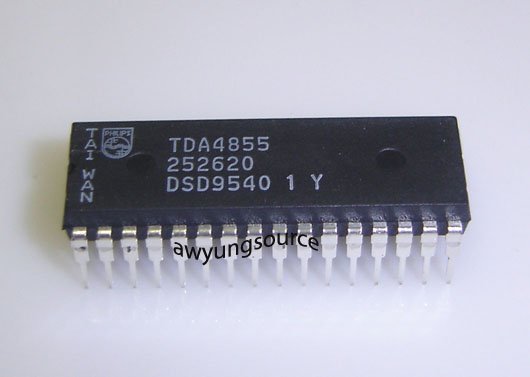 TAIWAN
PHILIPS
TDA4855
252620
DSD9540 1 Y
awyungsource